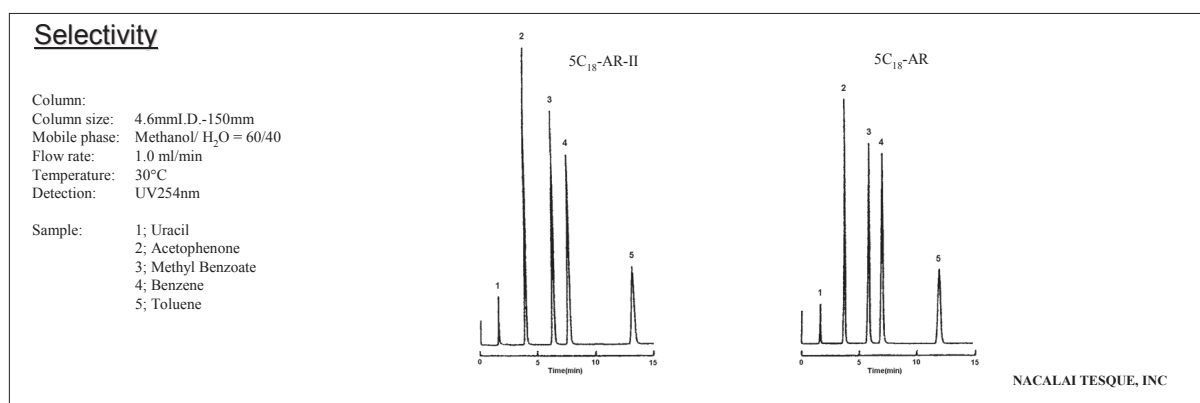 Selectivity
Column:
Column size: 4.6mmI.D.-150mm
Mobile phase: Methanol/ H₂O = 60/40
Flow rate: 1.0 ml/min
Temperature: 30°C
Detection: UV254nm
Sample: 1; Uracil
2; Acetophenone
3; Methyl Benzoate
4; Benzene
5; Toluene
5C₁₈-AR-II
2
3
4
5
1
0 5 10 15
Time(min)
5C₁₈-AR
2
3
4
5
1
0 5 10 15
Time(min)
NACALAI TESQUE, INC